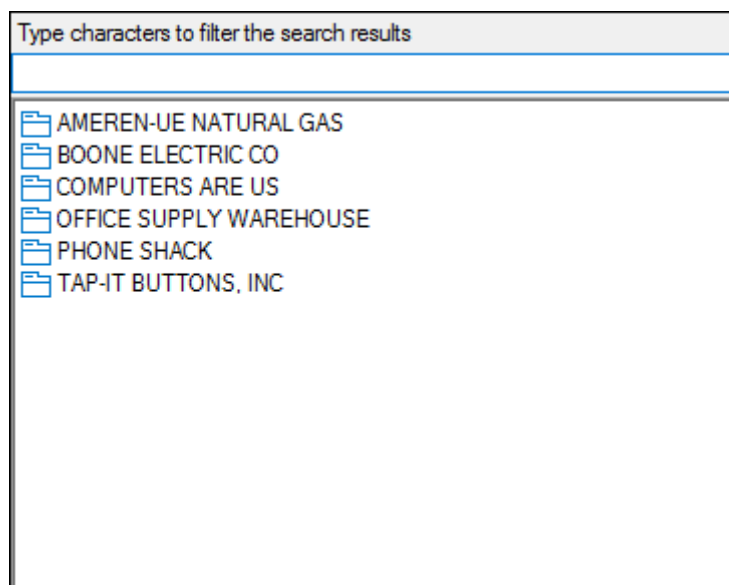 Type characters to filter the search results
AMEREN-UE NATURAL GAS
BOONE ELECTRIC CO
COMPUTERS ARE US
OFFICE SUPPLY WAREHOUSE
PHONE SHACK
TAP-IT BUTTONS, INC